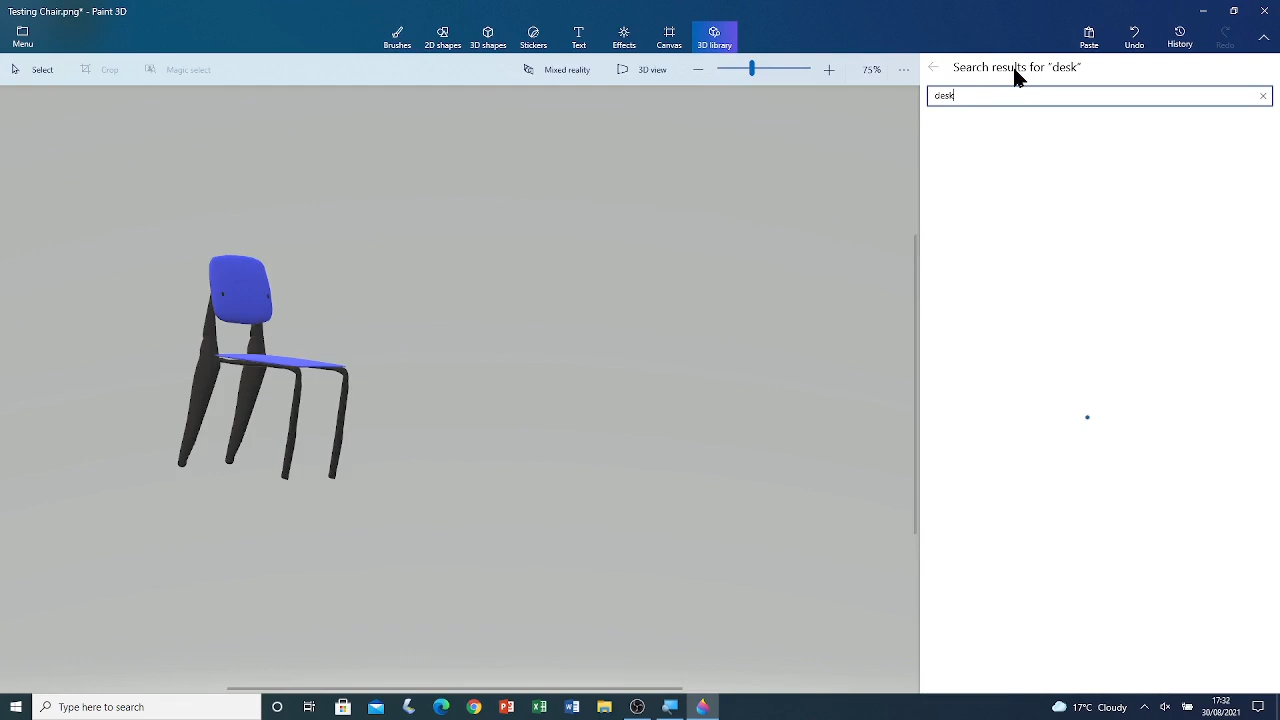 Testing Chair.png* - Paint 3D
Menu
Brushes
2D shapes
3D shapes
Stickers
Text
Effects
Canvas
3D library
Paste
Undo
History
Redo
Select
Crop
Magic select
Mixed reality
3D view
75%
Search results for "desk"
desk
Type here to search
17°C Cloudy
17:32
30/08/2021